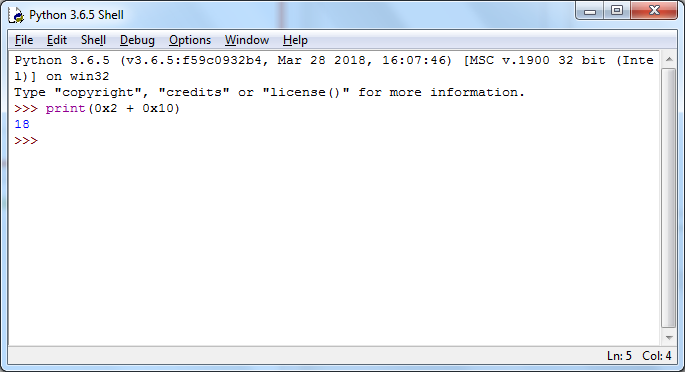 Python 3.6.5 Shell
File Edit Shell Debug Options Window Help
Python 3.6.5 (v3.6.5:f59c0932b4, Mar 28 2018, 16:07:46) [MSC v.1900 32 bit (Inte
l)] on win32
Type "copyright", "credits" or "license()" for more information.
>>> print(0x2 + 0x10)
18
>>>
Ln: 5 Col: 4